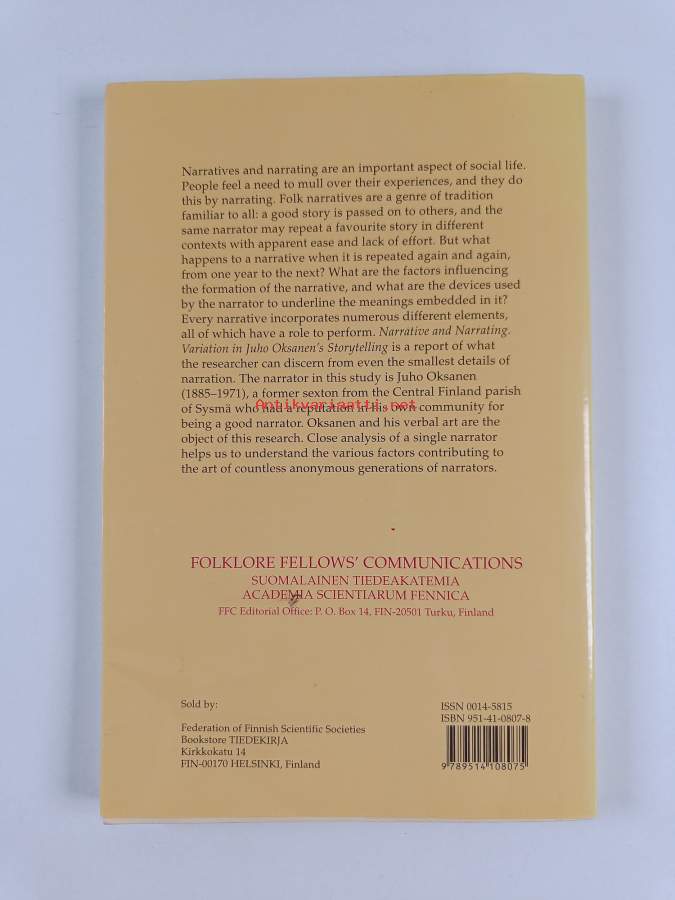 Narratives and narrating are an important aspect of social life.
People feel a need to mull over their experiences, and they do
this by narrating. Folk narratives are a genre of tradition
familiar to all: a good story is passed on to others, and the
same narrator may repeat a favourite story in different
contexts with apparent ease and lack of effort. But what
happens to a narrative when it is repeated again and again,
from one year to the next? What are the factors influencing
the formation of the narrative, and what are the devices used
by the narrator to underline the meanings embedded in it?
Every narrative incorporates numerous different elements,
all of which have a role to perform. Narrative and Narrating.
Variation in Juho Oksanen's Storytelling is a report of what
the researcher can discern from even the smallest details of
narration. The narrator in this study is Juho Oksanen
(1885–1971), a former sexton from the Central Finland parish
of Sysmä who had a reputation in his own community for
Antikvariaatti.net
being a good narrator. Oksanen and his verbal art are the
object of this research. Close analysis of a single narrator
helps us to understand the various factors contributing to
the art of countless anonymous generations of narrators.
FOLKLORE FELLOWS' COMMUNICATIONS
SUOMALAINEN TIEDEAKATEMIA
ACADEMIA SCIENTIARUM FENNICA
FFC Editorial Office: P. O. Box 14, FIN-20501 Turku, Finland
Sold by:
Federation of Finnish Scientific Societies
Bookstore TIEDEKIRJA
Kirkkokatu 14
FIN-00170 HELSINKI, Finland
ISSN 0014-5815
ISBN 951-41-0807-8
9 789514 108075